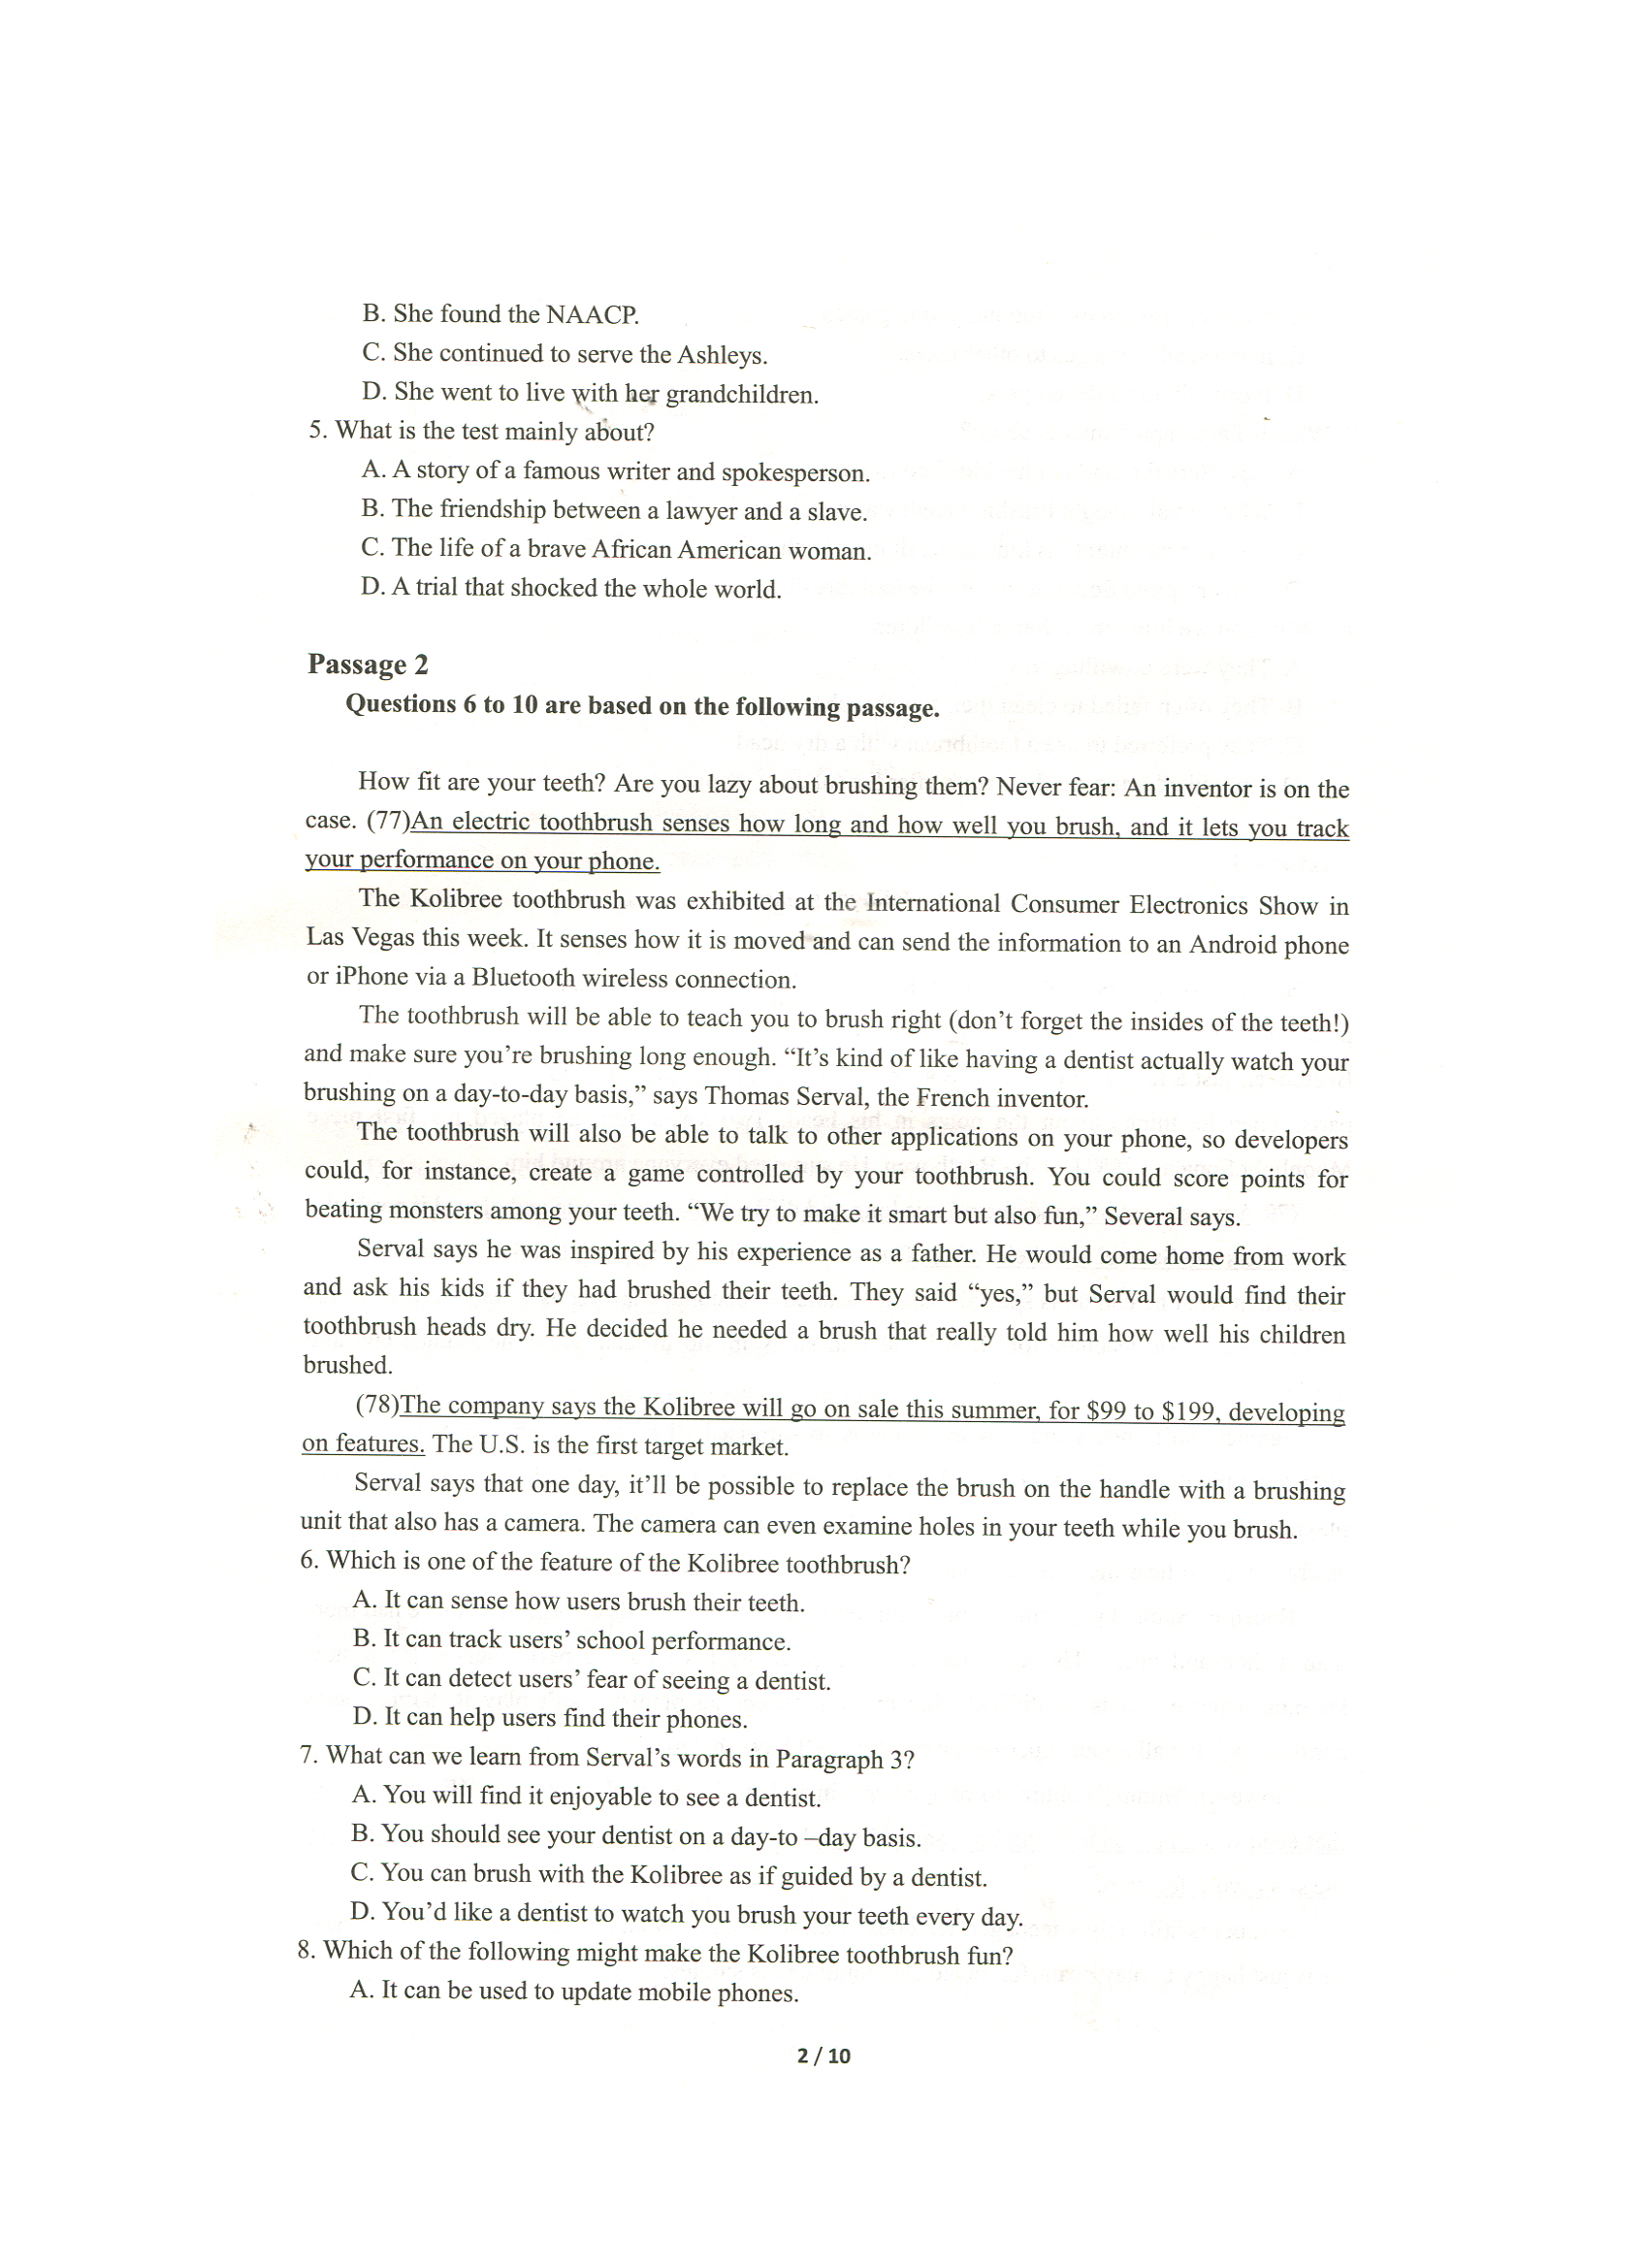 B. She found the NAACP.
C. She continued to serve the Ashleys.
D. She went to live with her grandchildren.
5. What is the test mainly about?
A. A story of a famous writer and spokesperson.
B. The friendship between a lawyer and a slave.
C. The life of a brave African American woman.
D. A trial that shocked the whole world.
Passage 2
Questions 6 to 10 are based on the following passage.
How fit are your teeth? Are you lazy about brushing them? Never fear: An inventor is on the
case. (77)An electric toothbrush senses how long and how well you brush, and it lets you track
your performance on your phone.
The Kolibree toothbrush was exhibited at the International Consumer Electronics Show in
Las Vegas this week. It senses how it is moved and can send the information to an Android phone
or iPhone via a Bluetooth wireless connection.
The toothbrush will be able to teach you to brush right (don’t forget the insides of the teeth!)
and make sure you’re brushing long enough. “It’s kind of like having a dentist actually watch your
brushing on a day-to-day basis,” says Thomas Serval, the French inventor.
The toothbrush will also be able to talk to other applications on your phone, so developers
could, for instance, create a game controlled by your toothbrush. You could score points for
beating monsters among your teeth. “We try to make it smart but also fun,” Several says.
Serval says he was inspired by his experience as a father. He would come home from work
and ask his kids if they had brushed their teeth. They said “yes,” but Serval would find their
toothbrush heads dry. He decided he needed a brush that really told him how well his children
brushed.
(78)The company says the Kolibree will go on sale this summer, for $99 to $199, developing
on features. The U.S. is the first target market.
Serval says that one day, it’ll be possible to replace the brush on the handle with a brushing
unit that also has a camera. The camera can even examine holes in your teeth while you brush.
6. Which is one of the feature of the Kolibree toothbrush?
A. It can sense how users brush their teeth.
B. It can track users’ school performance.
C. It can detect users’ fear of seeing a dentist.
D. It can help users find their phones.
7. What can we learn from Serval’s words in Paragraph 3?
A. You will find it enjoyable to see a dentist.
B. You should see your dentist on a day-to –day basis.
C. You can brush with the Kolibree as if guided by a dentist.
D. You’d like a dentist to watch you brush your teeth every day.
8. Which of the following might make the Kolibree toothbrush fun?
A. It can be used to update mobile phones.
2 / 10